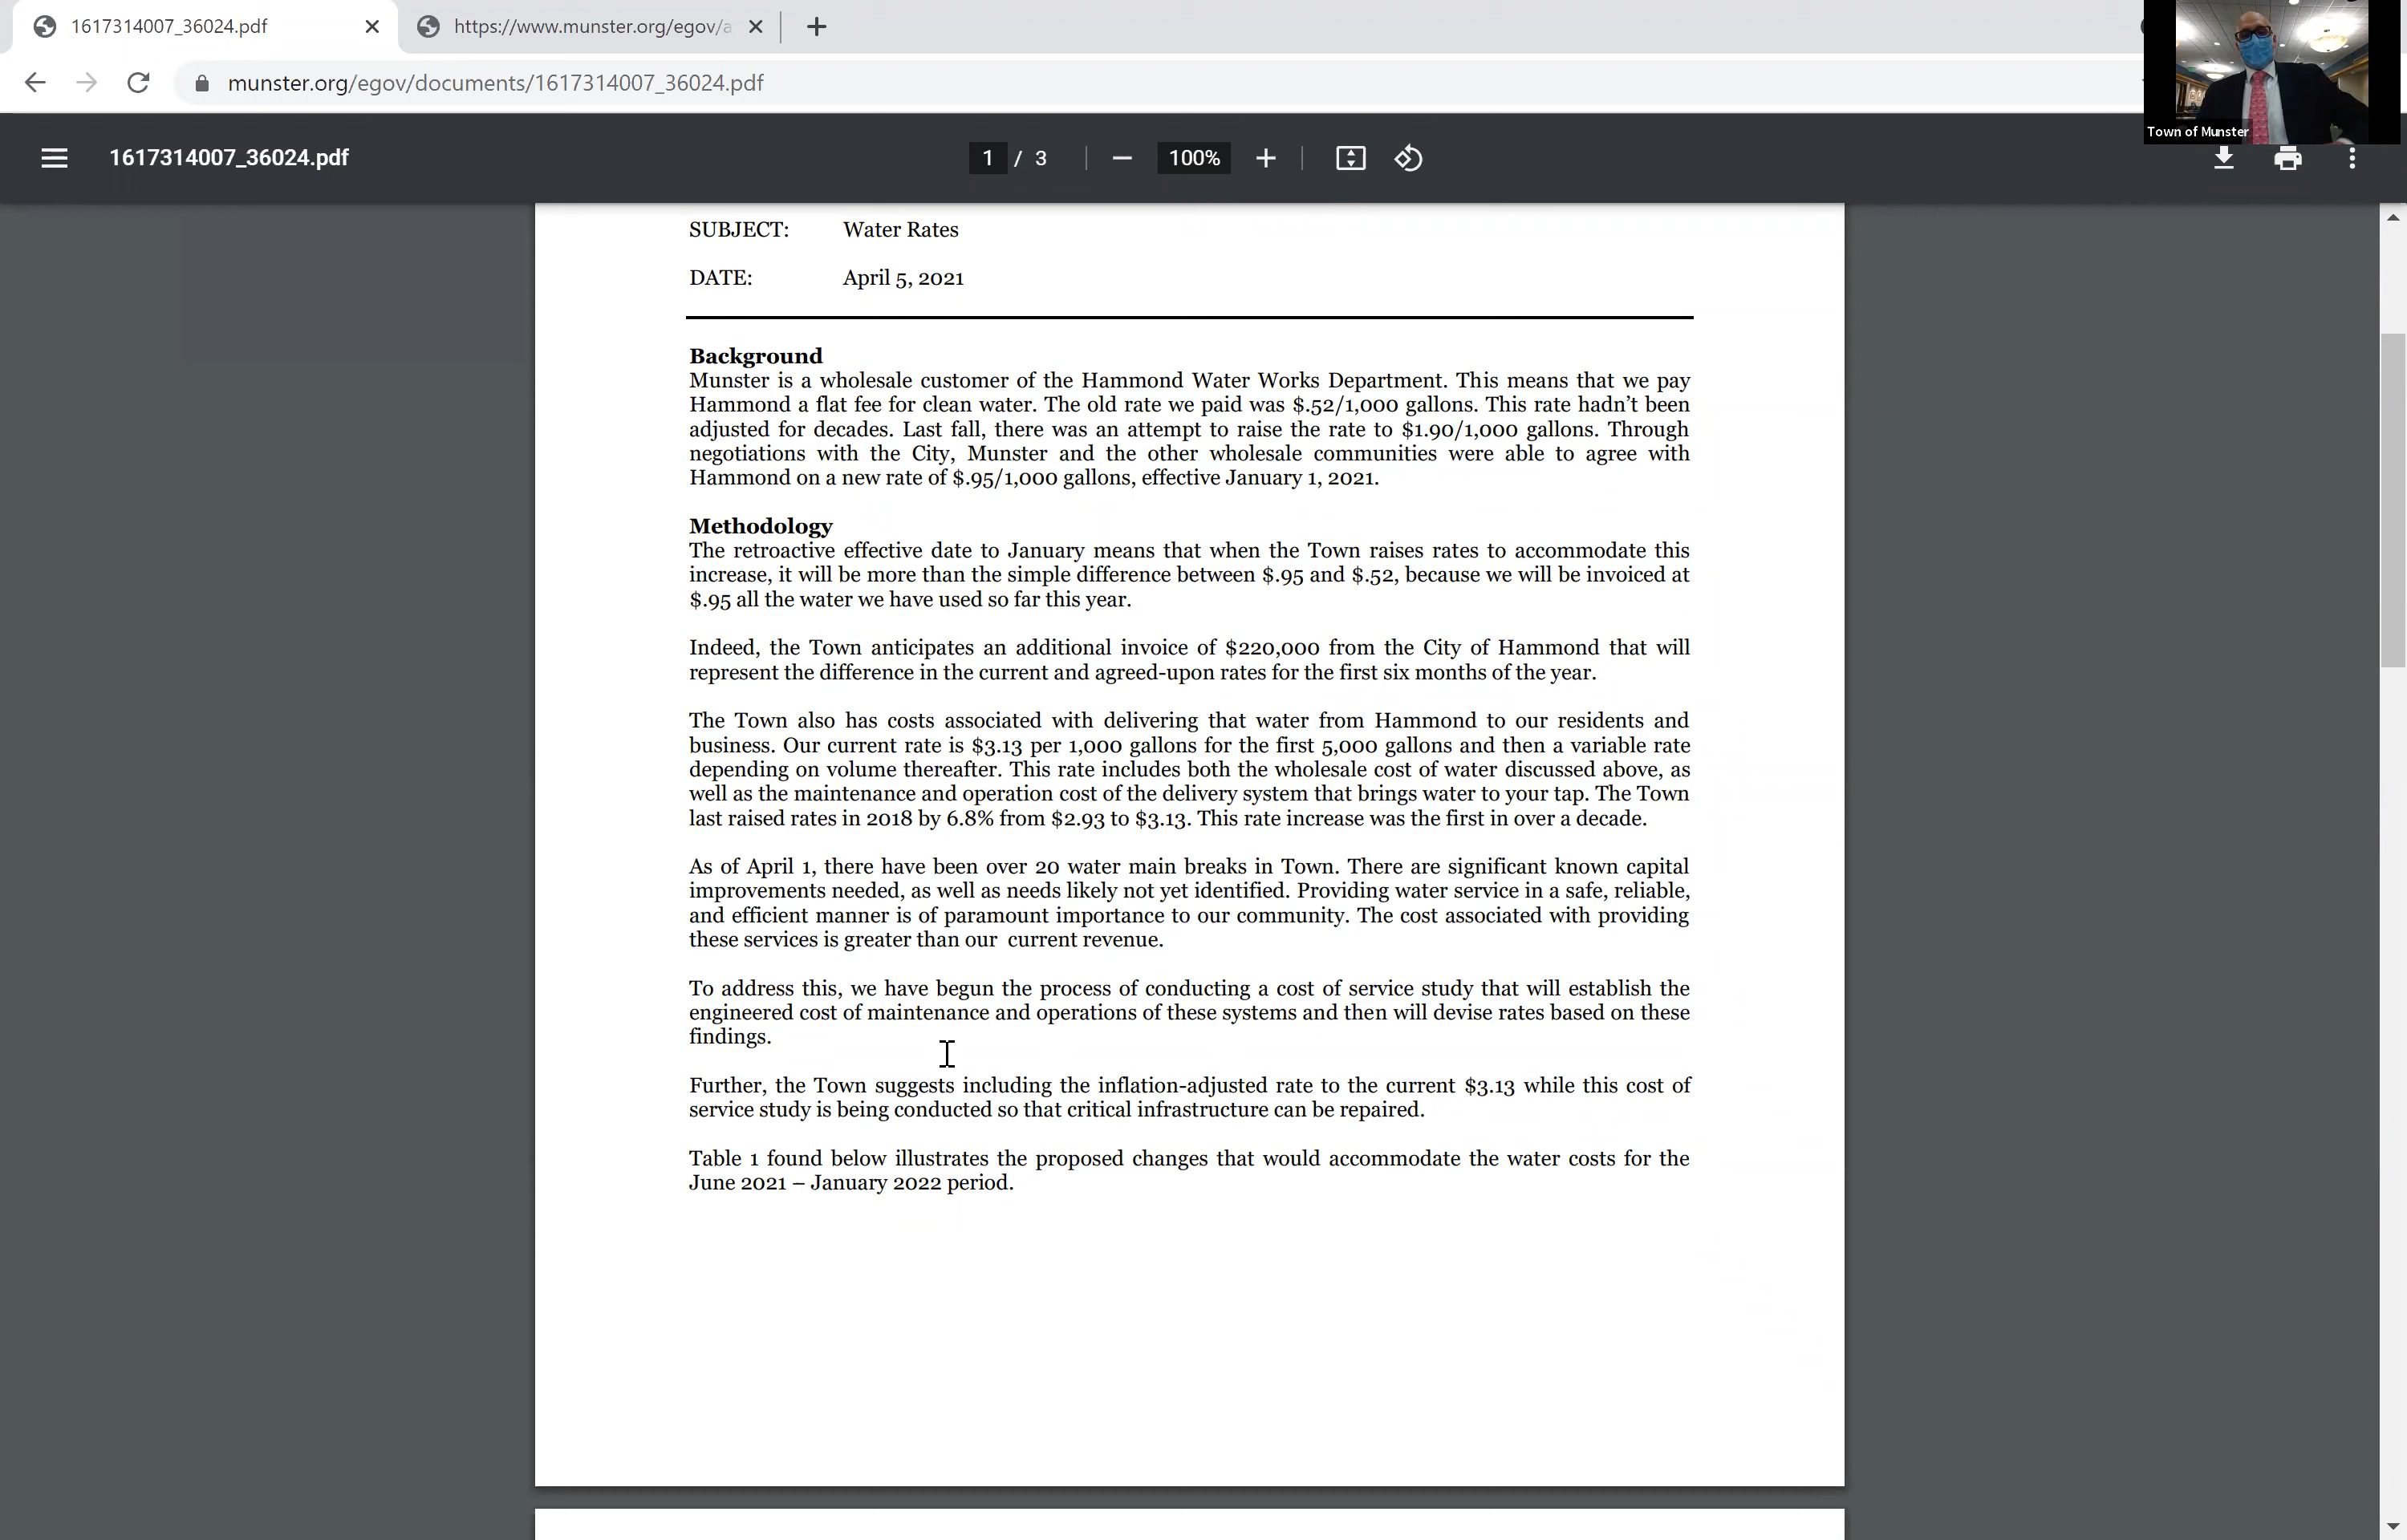 1617314007_36024.pdf
https://www.munster.org/egov/a
munster.org/egov/documents/1617314007_36024.pdf
Town of Munster
1617314007_36024.pdf
1 / 3
100%
SUBJECT: Water Rates
DATE: April 5, 2021
Background
Munster is a wholesale customer of the Hammond Water Works Department. This means that we pay
Hammond a flat fee for clean water. The old rate we paid was $.52/1,000 gallons. This rate hadn’t been
adjusted for decades. Last fall, there was an attempt to raise the rate to $1.90/1,000 gallons. Through
negotiations with the City, Munster and the other wholesale communities were able to agree with
Hammond on a new rate of $.95/1,000 gallons, effective January 1, 2021.
Methodology
The retroactive effective date to January means that when the Town raises rates to accommodate this
increase, it will be more than the simple difference between $.95 and $.52, because we will be invoiced at
$.95 all the water we have used so far this year.
Indeed, the Town anticipates an additional invoice of $220,000 from the City of Hammond that will
represent the difference in the current and agreed-upon rates for the first six months of the year.
The Town also has costs associated with delivering that water from Hammond to our residents and
business. Our current rate is $3.13 per 1,000 gallons for the first 5,000 gallons and then a variable rate
depending on volume thereafter. This rate includes both the wholesale cost of water discussed above, as
well as the maintenance and operation cost of the delivery system that brings water to your tap. The Town
last raised rates in 2018 by 6.8% from $2.93 to $3.13. This rate increase was the first in over a decade.
As of April 1, there have been over 20 water main breaks in Town. There are significant known capital
improvements needed, as well as needs likely not yet identified. Providing water service in a safe, reliable,
and efficient manner is of paramount importance to our community. The cost associated with providing
these services is greater than our current revenue.
To address this, we have begun the process of conducting a cost of service study that will establish the
engineered cost of maintenance and operations of these systems and then will devise rates based on these
findings.
Further, the Town suggests including the inflation-adjusted rate to the current $3.13 while this cost of
service study is being conducted so that critical infrastructure can be repaired.
Table 1 found below illustrates the proposed changes that would accommodate the water costs for the
June 2021 – January 2022 period.